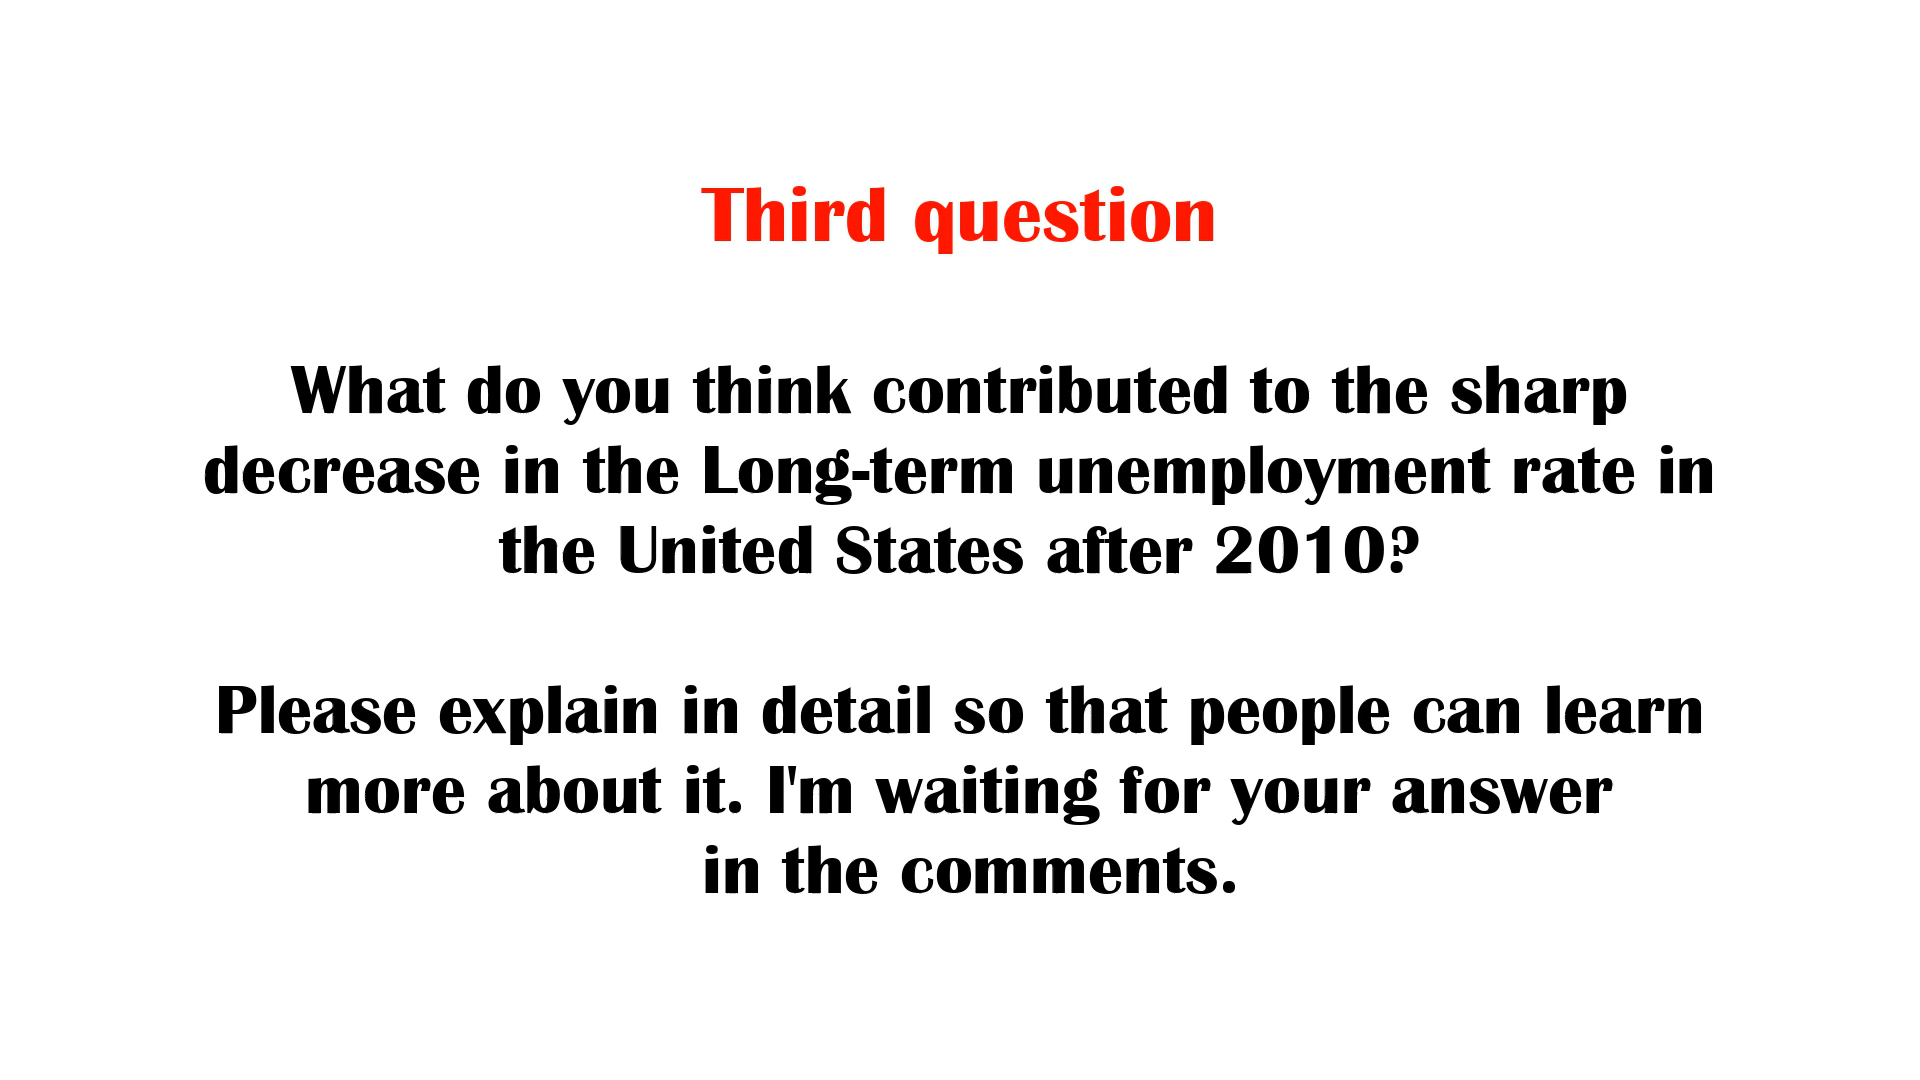 Third question
What do you think contributed to the sharp
decrease in the Long-term unemployment rate in
the United States after 2010?
Please explain in detail so that people can learn
more about it. I'm waiting for your answer
in the comments.